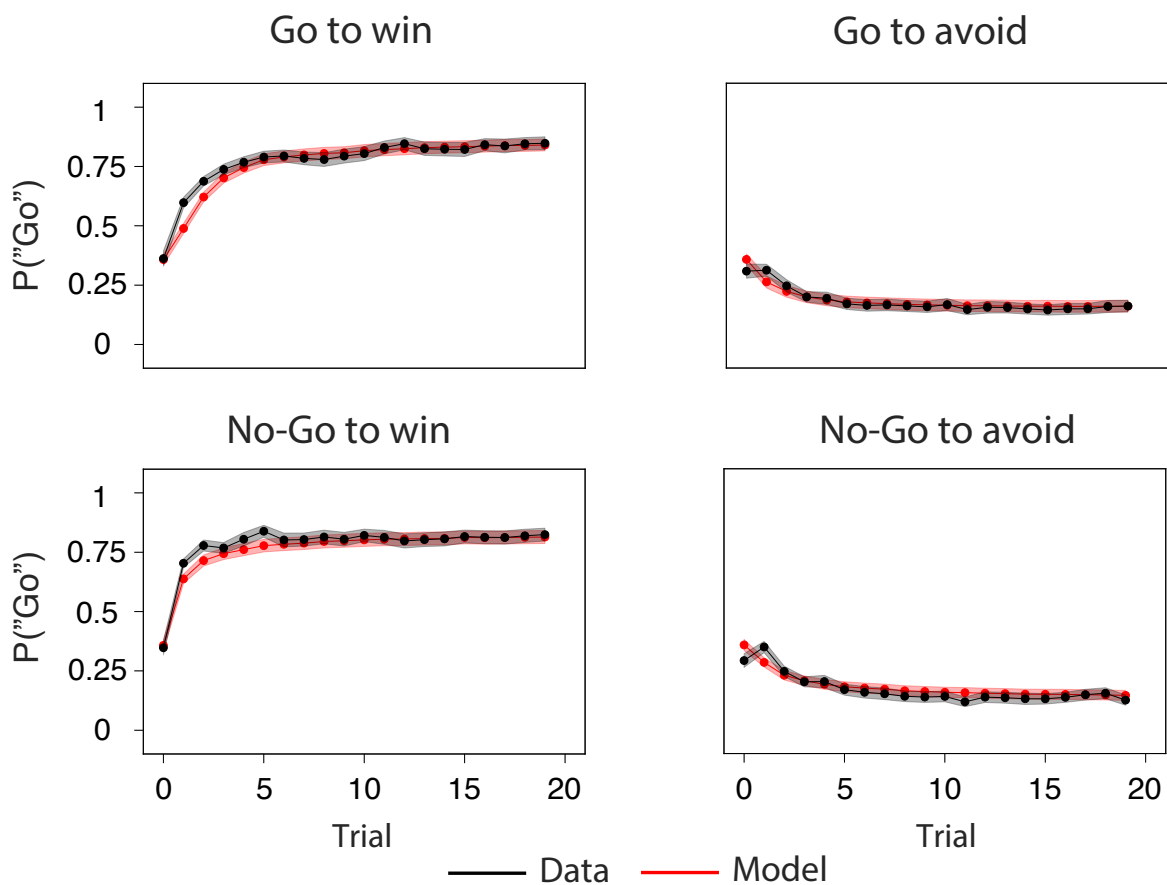 Go to win
Go to avoid
1
0.75
0.5
0.25
0
P(”Go”)
No-Go to win
No-Go to avoid
1
0.75
0.5
0.25
0
P(”Go”)
0 5 10 15 20
0 5 10 15 20
Trial
Trial
Data
Model